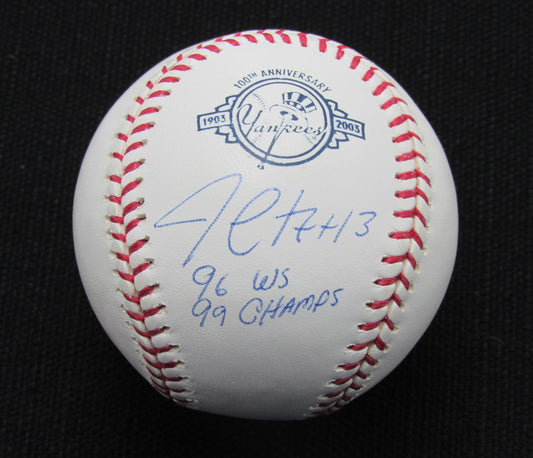 100TH ANNIVERSARY
1903 Yankees 2003
96 WS
99 CHAMPS